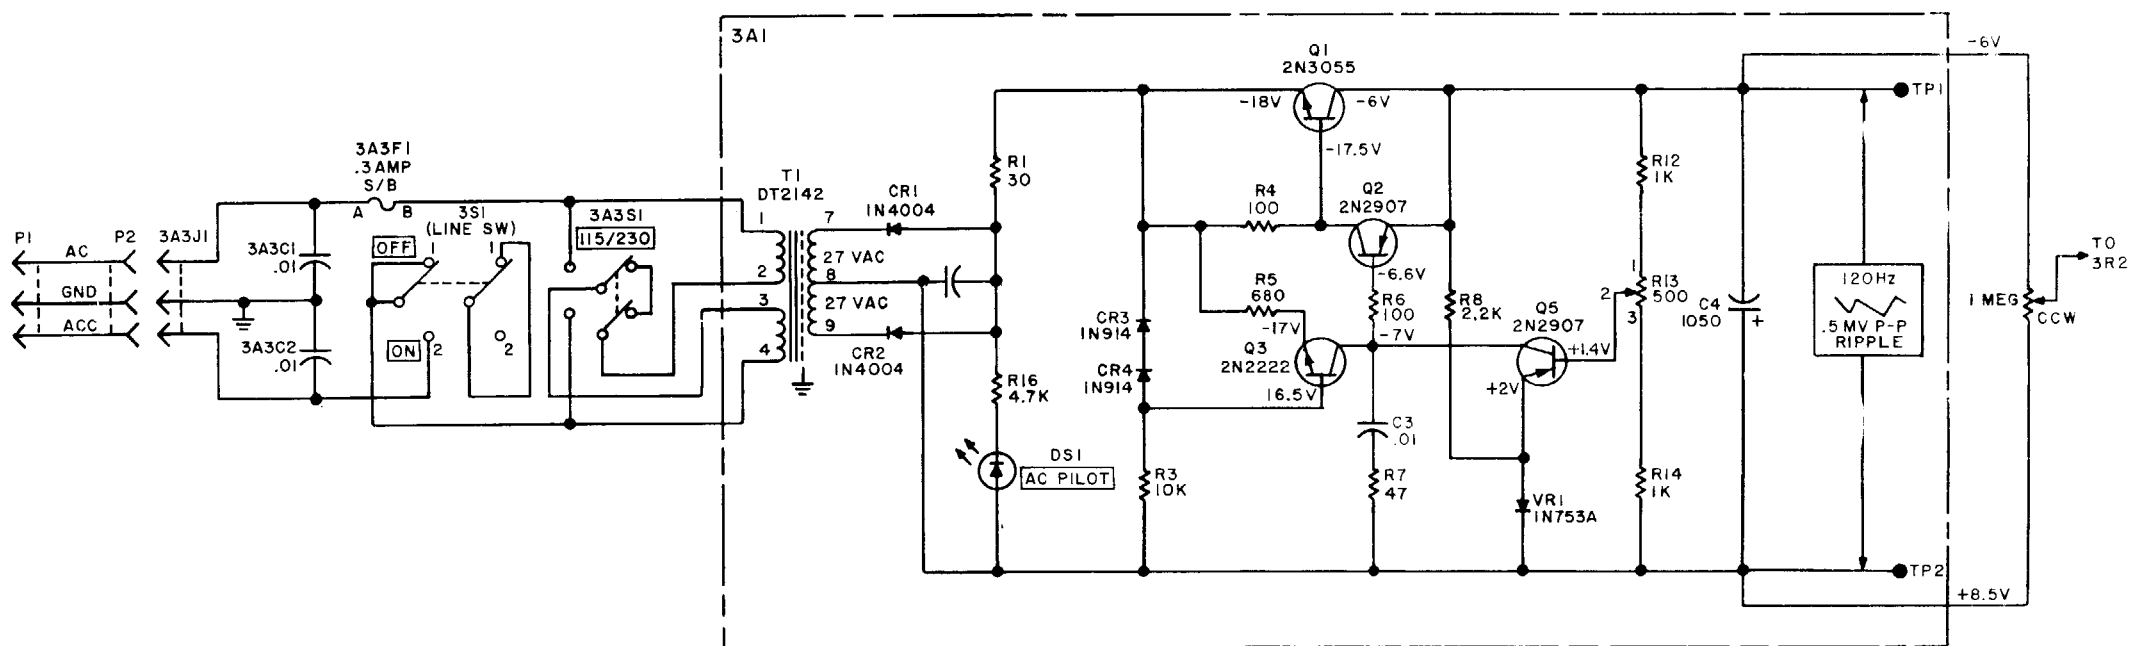 3A1
-6V
Q1
2N3055
-18V
-6V
TP1
-17.5V
3A3F1
.3AMP
S/B
A
B
T1
DT2142
R1
30
R12
1K
CR1
1N4004
R4
100
Q2
2N2907
3S1
(LINE SW)
3A3S1
115/230
1
7
P1
AC
P2
3A3J1
3A3C1
.01
OFF
1
1
27 VAC
2
8
-6.6V
TO
3R2
GND
3
27 VAC
R5
680
R6
100
R8
2.2K
Q5
2N2907
1
2
R13
500
3
C4
1050
+
120Hz
.5MV P-P
RIPPLE
1 MEG
CCW
ACC
9
CR3
1N914
-17V
-7V
3A3C2
.01
ON
2
2
4
CR2
1N4004
Q3
2N2222
+1.4V
CR4
1N914
R16
4.7K
16.5V
+2V
C3
.01
DS1
AC PILOT
R3
10K
R7
47
VR1
1N753A
R14
1K
TP2
+8.5V